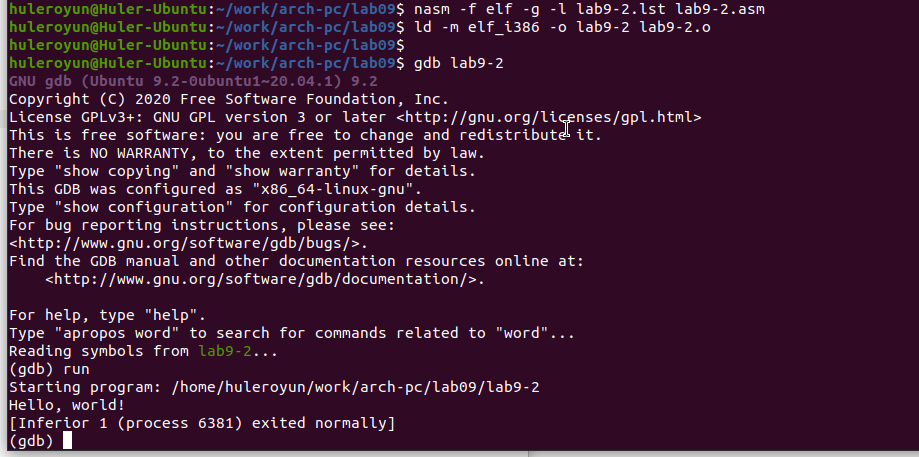 huleroyun@Huler-Ubuntu:~/work/arch-pc/lab09$ nasm -f elf -g -l lab9-2.lst lab9-2.asm
huleroyun@Huler-Ubuntu:~/work/arch-pc/lab09$ ld -m elf_i386 -o lab9-2 lab9-2.o
huleroyun@Huler-Ubuntu:~/work/arch-pc/lab09$
huleroyun@Huler-Ubuntu:~/work/arch-pc/lab09$ gdb lab9-2
GNU gdb (Ubuntu 9.2-0ubuntu1~20.04.1) 9.2
Copyright (C) 2020 Free Software Foundation, Inc.
License GPLv3+: GNU GPL version 3 or later <http://gnu.org/licenses/gpl.html>
This is free software: you are free to change and redistribute it.
There is NO WARRANTY, to the extent permitted by law.
Type "show copying" and "show warranty" for details.
This GDB was configured as "x86_64-linux-gnu".
Type "show configuration" for configuration details.
For bug reporting instructions, please see:
<http://www.gnu.org/software/gdb/bugs/>.
Find the GDB manual and other documentation resources online at:
    <http://www.gnu.org/software/gdb/documentation/>.

For help, type "help".
Type "apropos word" to search for commands related to "word"...
Reading symbols from lab9-2...
(gdb) run
Starting program: /home/huleroyun/work/arch-pc/lab09/lab9-2
Hello, world!
[Inferior 1 (process 6381) exited normally]
(gdb)